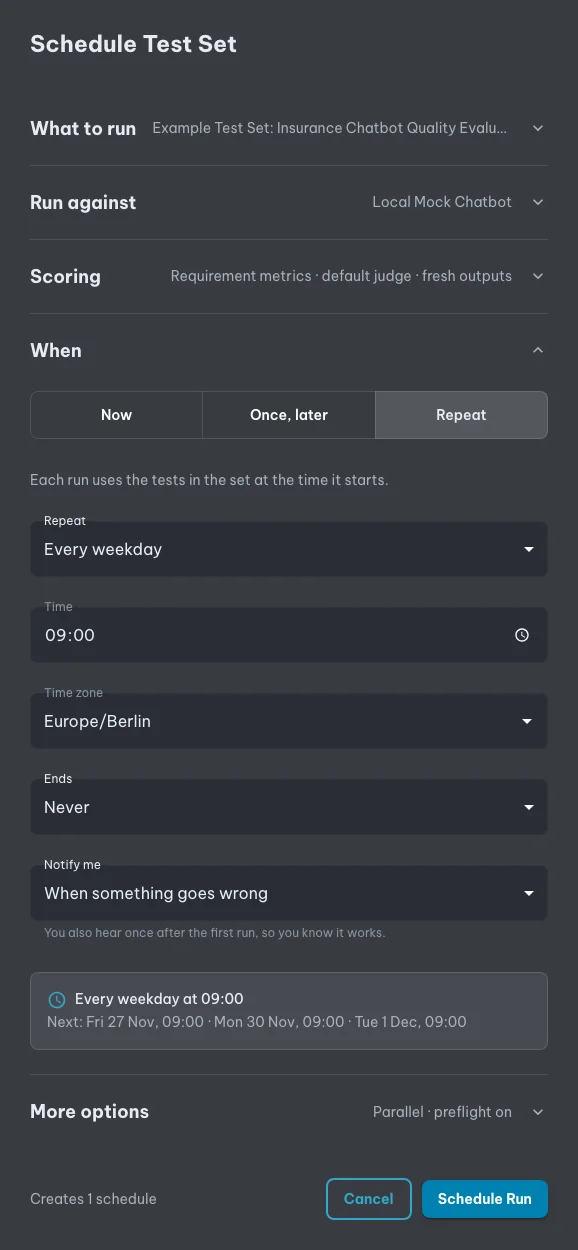 Schedule Test Set
What to run Example Test Set: Insurance Chatbot Quality Evalu...
Run against Local Mock Chatbot
Scoring Requirement metrics · default judge · fresh outputs
When
Now Once, later Repeat
Each run uses the tests in the set at the time it starts.
Repeat
Every weekday
Time
09:00
Time zone
Europe/Berlin
Ends
Never
Notify me
When something goes wrong
You also hear once after the first run, so you know it works.
Every weekday at 09:00
Next: Fri 27 Nov, 09:00 · Mon 30 Nov, 09:00 · Tue 1 Dec, 09:00
More options Parallel · preflight on
Creates 1 schedule Cancel Schedule Run